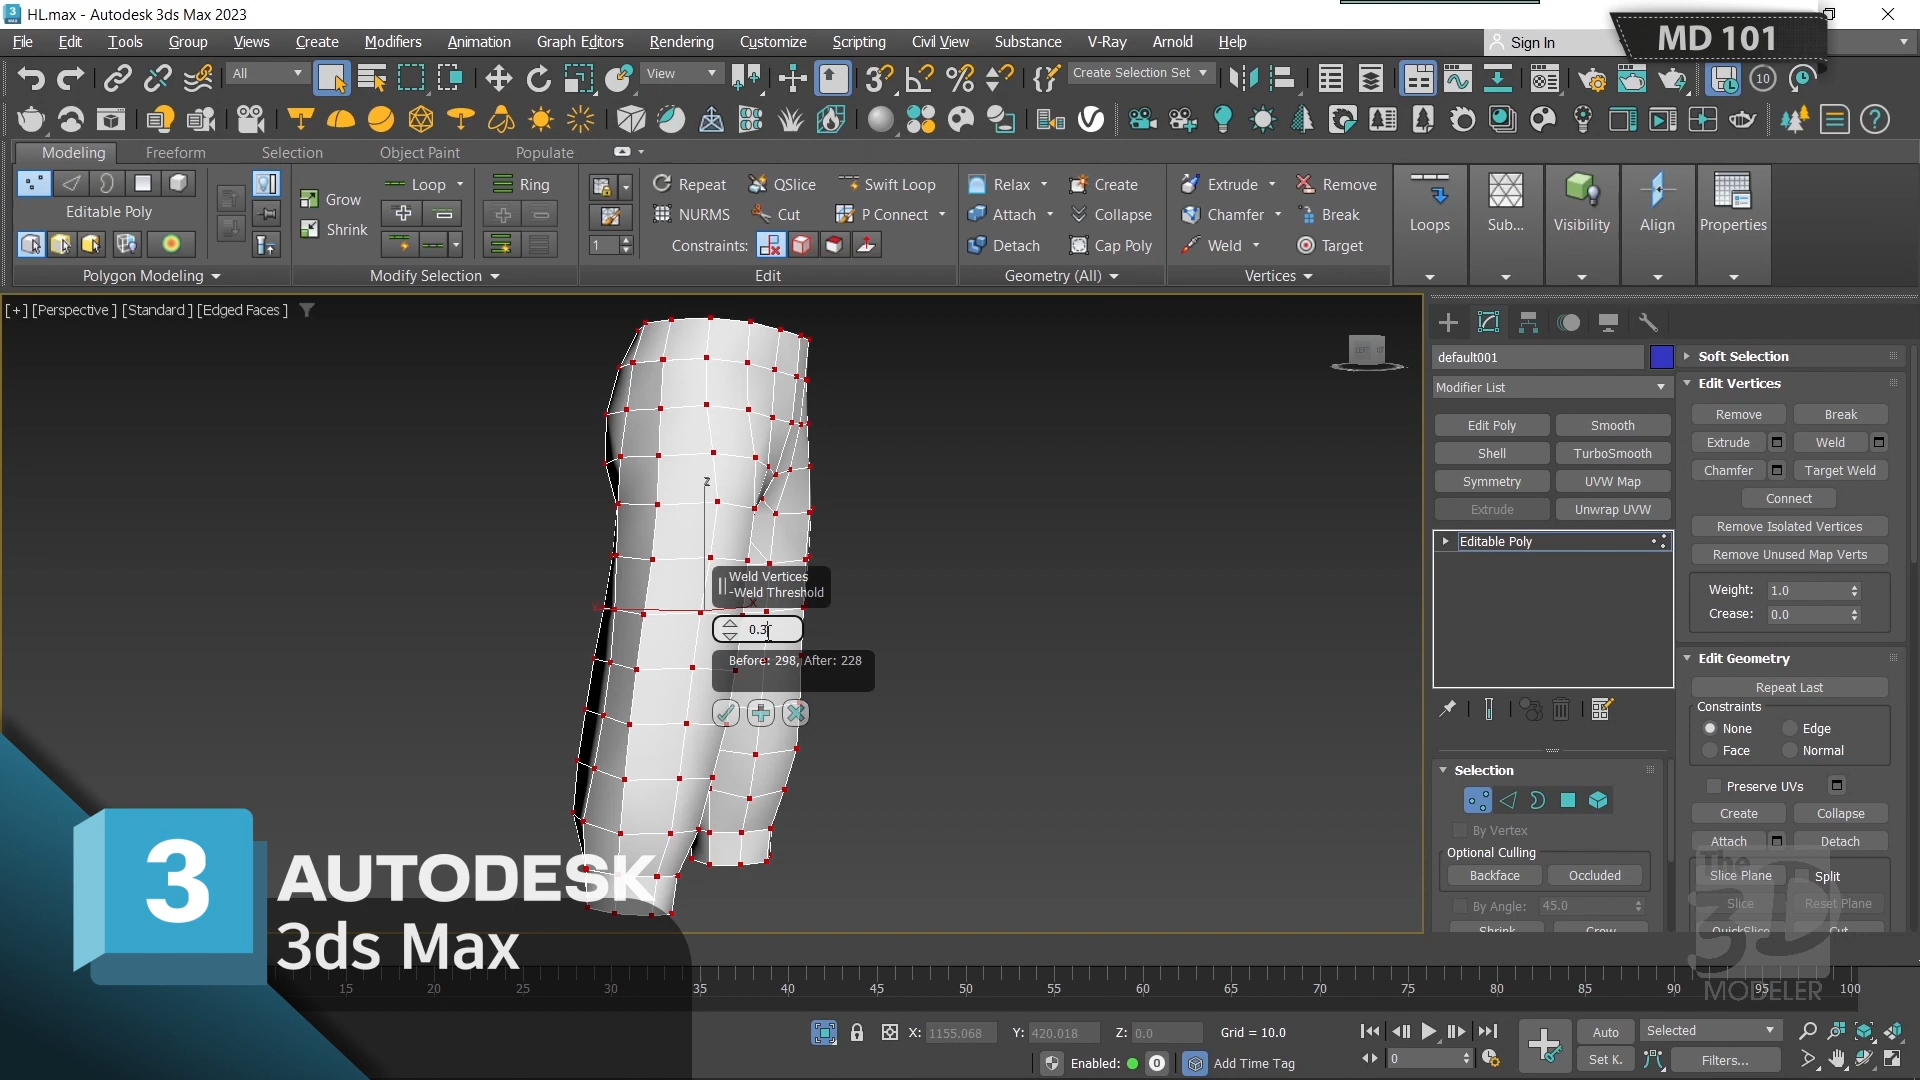 HL.max - Autodesk 3ds Max 2023
MD 101
File Edit Tools Group Views Create Modifiers Animation Graph Editors Rendering Customize Scripting Civil View Substance V-Ray Arnold Help
Sign In
All
View
Create Selection Set
10
Modeling Freeform Selection Object Paint Populate
Editable Poly
Polygon Modeling
Grow
Shrink
Loop
Ring
Modify Selection
1
Repeat QSlice Swift Loop
NURMS Cut P Connect
Constraints:
Edit
Relax Create
Attach Collapse
Detach Cap Poly
Geometry (All)
Extrude Remove
Chamfer Break
Weld Target
Vertices
Loops
Sub...
Visibility
Align
Properties
[+] [Perspective ] [Standard ] [Edged Faces ]
LEFT
z
x
Weld Vertices
-Weld Threshold
0.3
Before: 298, After: 228
default001
Modifier List
Edit Poly Smooth
Shell TurboSmooth
Symmetry UVW Map
Extrude Unwrap UVW
Editable Poly
Selection
By Vertex
Optional Culling
Backface Occluded
By Angle: 45.0
Shrink Grow
Soft Selection
Edit Vertices
Remove Break
Extrude Weld
Chamfer Target Weld
Connect
Remove Isolated Vertices
Remove Unused Map Verts
Weight: 1.0
Crease: 0.0
Edit Geometry
Repeat Last
Constraints
None Edge
Face Normal
Preserve UVs
Create Collapse
Attach Detach
Slice Plane Split
Slice Reset Plane
QuickSlice Cut
The
3D
MODELER
3
AUTODESK
3ds Max
15 20 25 30 35 40 45 50 55 60 65 70 75 80 85 90 95 100
X: 1155.068 Y: 420.018 Z: 0.0 Grid = 10.0
Enabled: 0 Add Time Tag
0
Auto Selected
Set K. Filters...